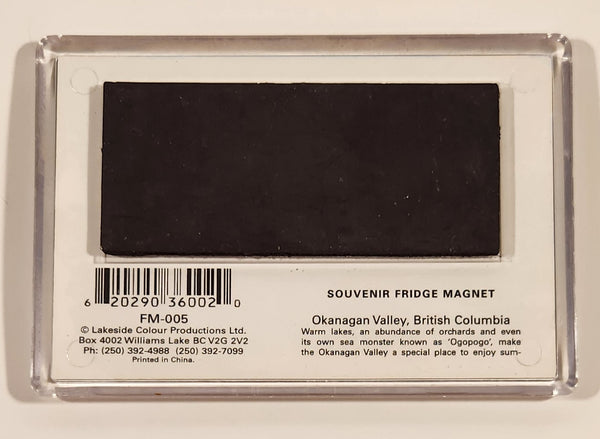 6 20290 36002 0
FM-005
© Lakeside Colour Productions Ltd.
Box 4002 Williams Lake BC V2G 2V2
Ph: (250) 392-4988 (250) 392-7099
Printed in China.
SOUVENIR FRIDGE MAGNET
Okanagan Valley, British Columbia
Warm lakes, an abundance of orchards and even
its own sea monster known as 'Ogopogo', make
the Okanagan Valley a special place to enjoy sum-